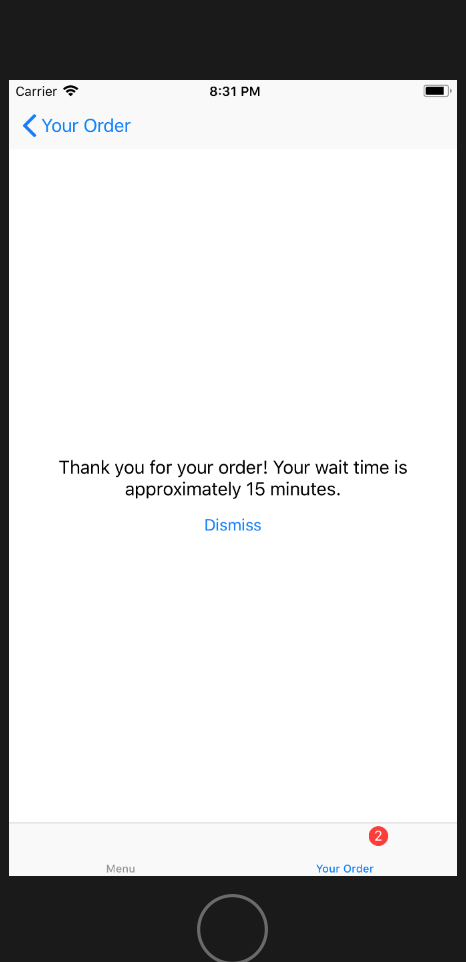 Carrier 8:31 PM
Your Order
Thank you for your order! Your wait time is
approximately 15 minutes.
Dismiss
2
Menu Your Order